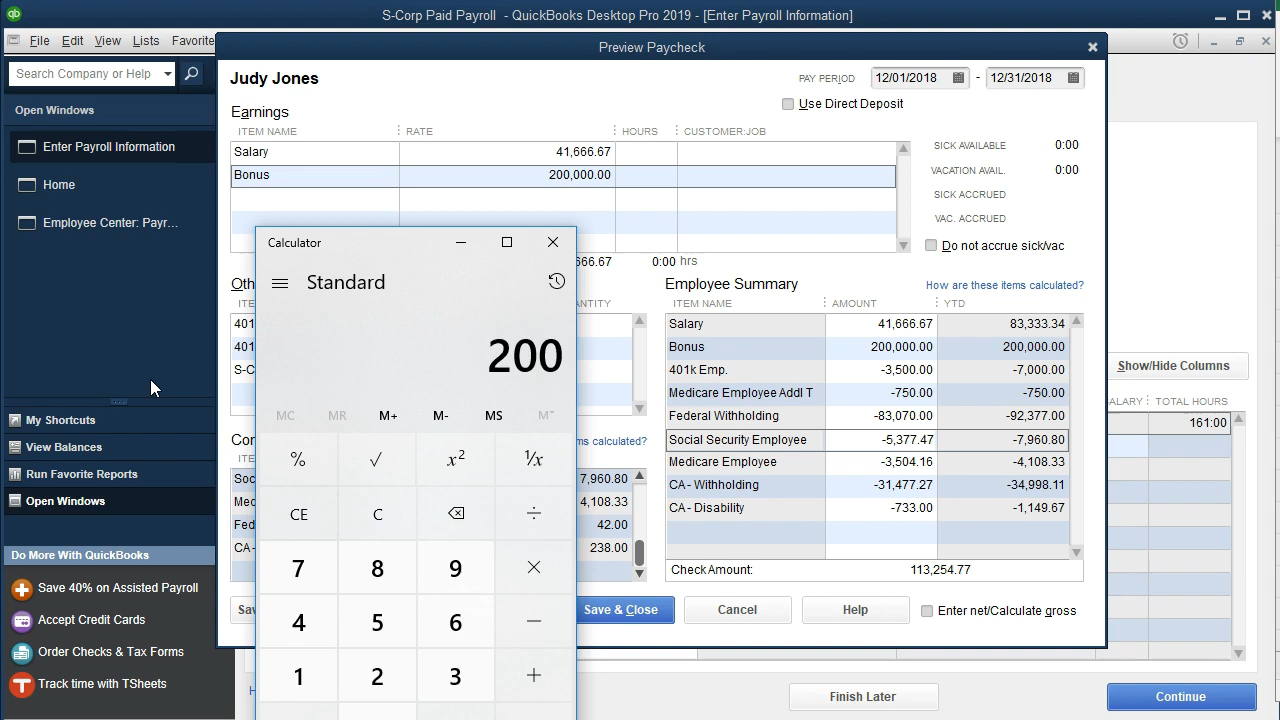 S-Corp Paid Payroll - QuickBooks Desktop Pro 2019 - [Enter Payroll Information]
File Edit View Lists Favorite
Search Company or Help
Open Windows
Enter Payroll Information
Home
Employee Center: Payr...
My Shortcuts
View Balances
Run Favorite Reports
Open Windows
Do More With QuickBooks
Save 40% on Assisted Payroll
Accept Credit Cards
Order Checks & Tax Forms
Track time with TSheets
Preview Paycheck
Judy Jones
PAY PERIOD 12/01/2018 - 12/31/2018
Use Direct Deposit
Earnings
ITEM NAME RATE HOURS CUSTOMER:JOB
Salary 41,666.67
Bonus 200,000.00
SICK AVAILABLE 0:00
VACATION AVAIL. 0:00
SICK ACCRUED
VAC. ACCRUED
Do not accrue sick/vac
666.67 0:00 hrs
Oth
ITE ANTITY
401
401
S-C
Con ms calculated?
ITE
Soc 7,960.80
Med 4,108.33
Fed 42.00
CA- 238.00
Calculator
Standard
200
MC MR M+ M- MS M
% √ x² ¹/x
CE C ÷
7 8 9 ×
4 5 6 −
1 2 3 +
Employee Summary How are these items calculated?
ITEM NAME AMOUNT YTD
Salary 41,666.67 83,333.34
Bonus 200,000.00 200,000.00
401k Emp. -3,500.00 -7,000.00
Medicare Employee Addl T -750.00 -750.00
Federal Withholding -83,070.00 -92,377.00
Social Security Employee -5,377.47 -7,960.80
Medicare Employee -3,504.16 -4,108.33
CA - Withholding -31,477.27 -34,998.11
CA - Disability -733.00 -1,149.67
Check Amount: 113,254.77
Sav Save & Close Cancel Help Enter net/Calculate gross
Show/Hide Columns
ALARY TOTAL HOURS
161:00
H Finish Later Continue